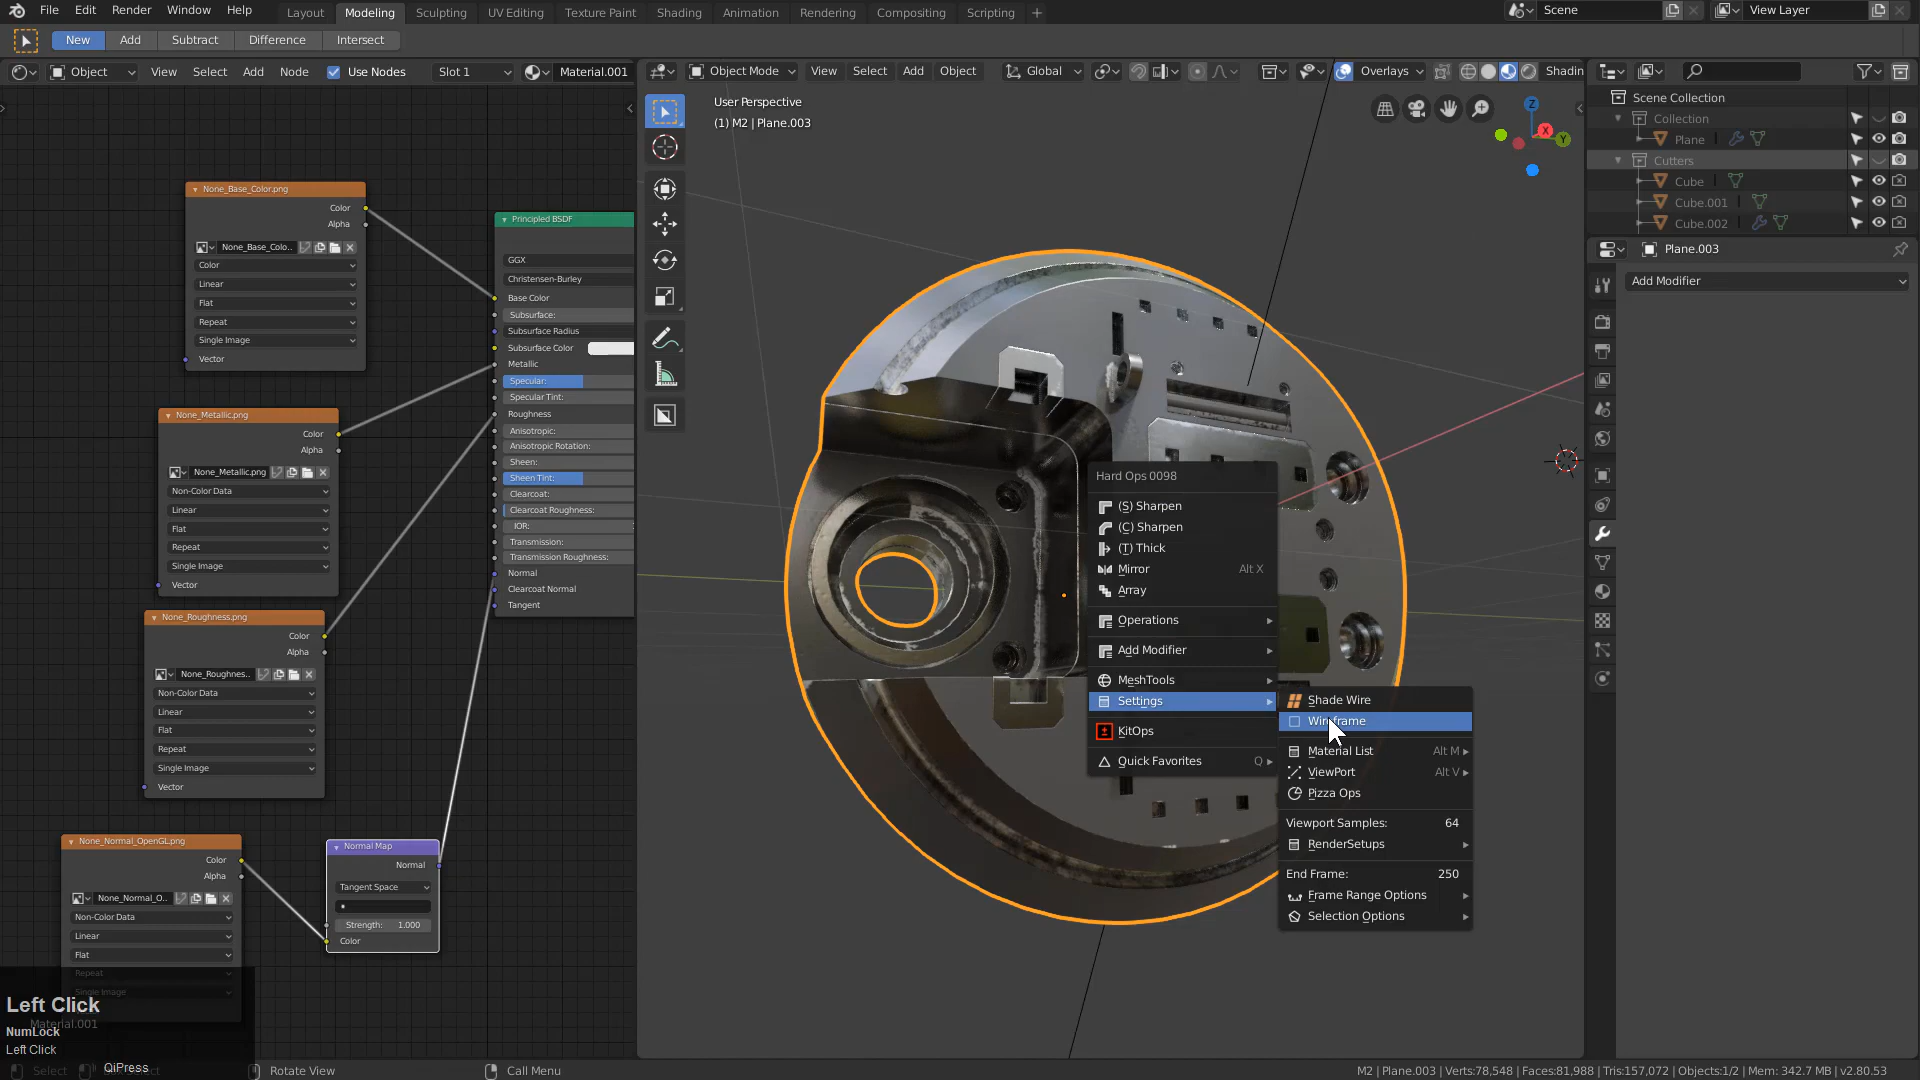 File Edit Render Window Help
Layout Modeling Sculpting UV Editing Texture Paint Shading Animation Rendering Compositing Scripting +
Scene
View Layer
New Add Subtract Difference Intersect
Object View Select Add Node Use Nodes Slot 1 Material.001
Object Mode View Select Add Object Global Overlays Shadin
User Perspective
(1) M2 | Plane.003
Scene Collection
Collection
Plane
Cutters
Cube
Cube.001
Cube.002
Plane.003
Add Modifier
None_Base_Color.png
Color
Alpha
None_Base_Colo..
Color
Linear
Flat
Repeat
Single Image
Vector
None_Metallic.png
Color
Alpha
None_Metallic.png
Non-Color Data
Linear
Flat
Repeat
Single Image
Vector
None_Roughness.png
Color
Alpha
None_Roughnes..
Non-Color Data
Linear
Flat
Repeat
Single Image
Vector
None_Normal_OpenGL.png
Color
Alpha
None_Normal_O..
Non-Color Data
Linear
Flat
Repeat
Single Image
Normal Map
Normal
Tangent Space
Strength: 1.000
Color
Principled BSDF
GGX
Christensen-Burley
Base Color
Subsurface:
Subsurface Radius
Subsurface Color
Metallic
Specular:
Specular Tint:
Roughness
Anisotropic:
Anisotropic Rotation:
Sheen:
Sheen Tint:
Clearcoat:
Clearcoat Roughness:
IOR:
Transmission:
Transmission Roughness:
Normal
Clearcoat Normal
Tangent
Hard Ops 0098
(S) Sharpen
(C) Sharpen
(T) Thick
Mirror Alt X
Array
Operations
Add Modifier
MeshTools
Settings
KitOps
Quick Favorites Q
Shade Wire
Wireframe
Material List Alt M
ViewPort Alt V
Pizza Ops
Viewport Samples: 64
RenderSetups
End Frame: 250
Frame Range Options
Selection Options
Z
X
Y
Left Click
Material.001
NumLock
Left Click
QiPress
Select
Rotate View
Call Menu
M2 | Plane.003 | Verts:78,548 | Faces:81,988 | Tris:157,072 | Objects:1/2 | Mem: 342.7 MB | v2.80.53